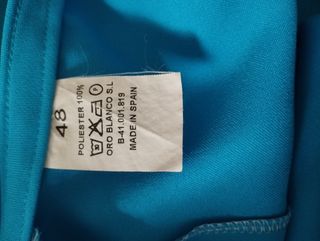 48
POLIESTER 100%
ORO BLANCO S.L
B-41.001.819
MADE IN SPAIN